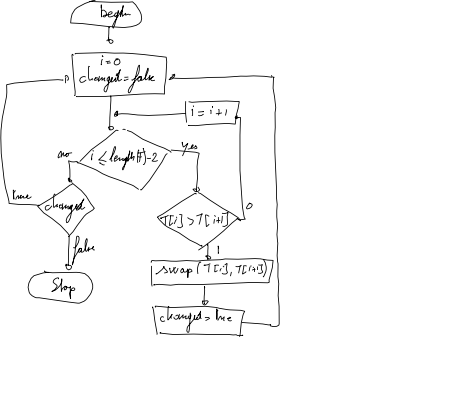 begin
i=0
changed=false
i=i+1
i≤length(T)-2
no
yes
changed
true
T[i]>T[i+1]
0
1
false
Stop
swap(T[i],T[i+1])
changed=true